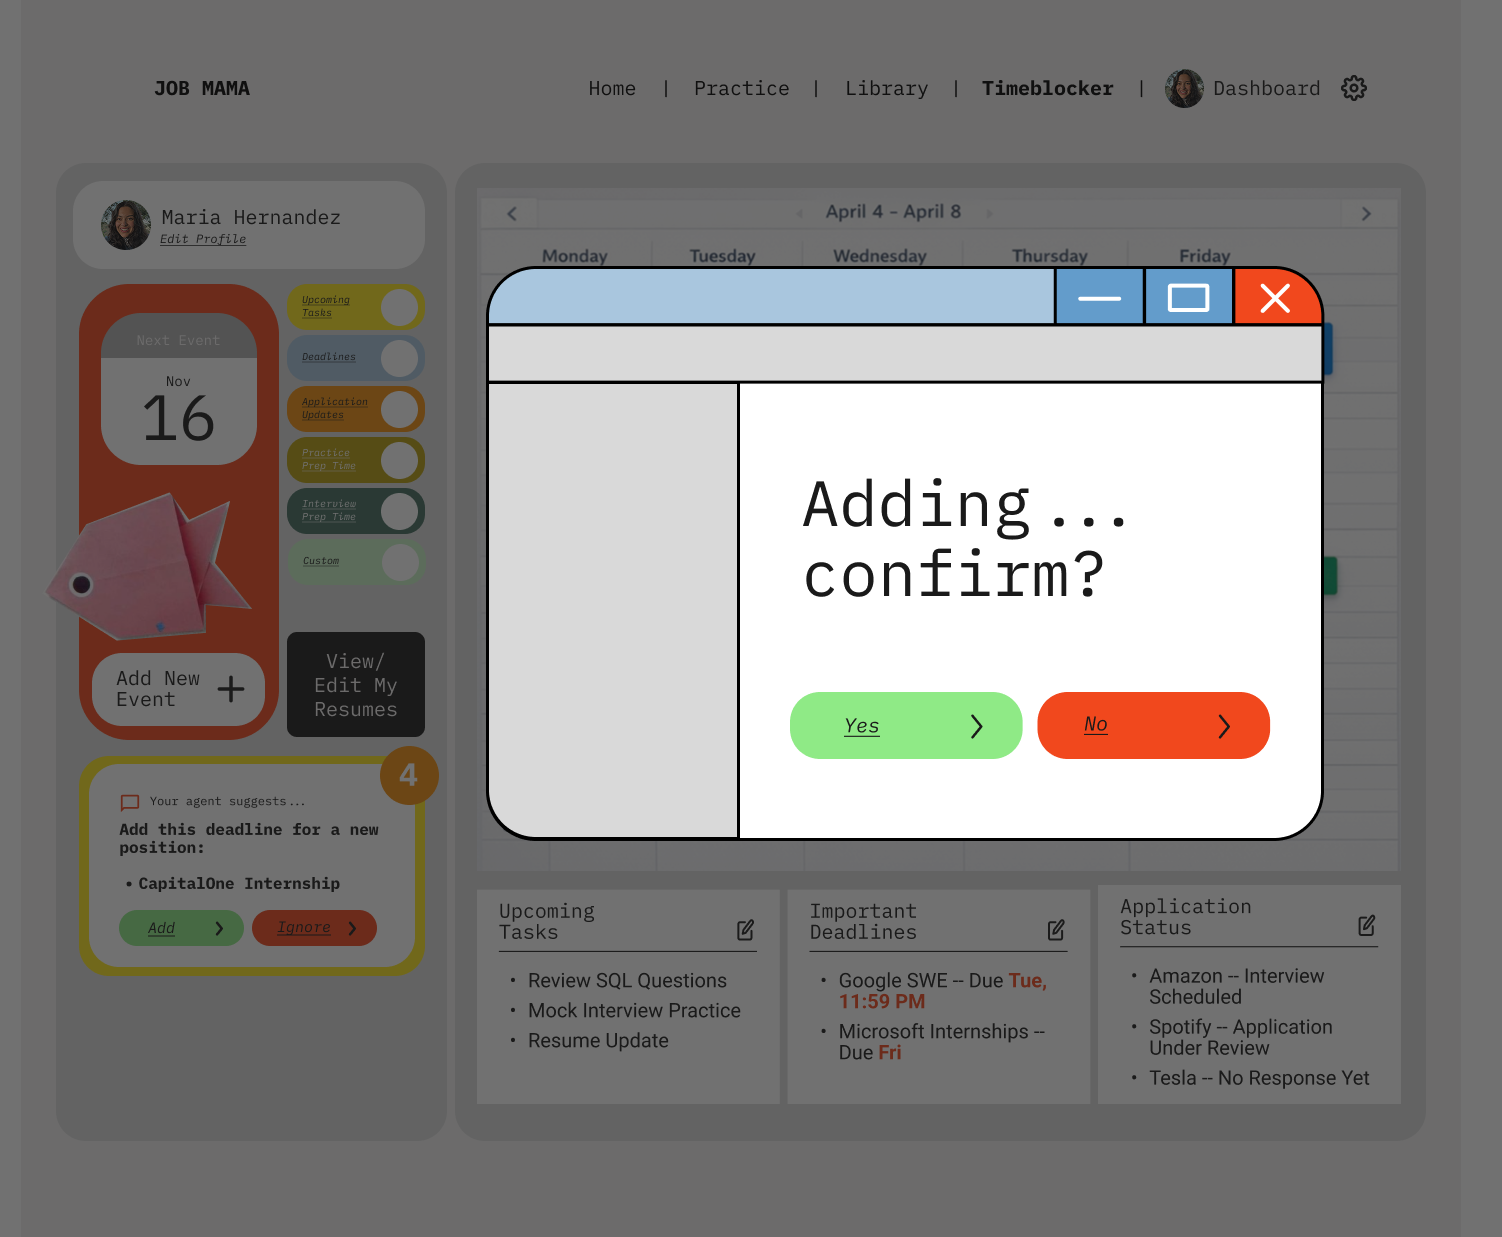 JOB MAMA
Home | Practice | Library | Timeblocker | Dashboard
Maria Hernandez
Edit Profile
Next Event
Nov
16
Add New
Event
Upcoming
Tasks
Deadlines
Application
Updates
Practice
Prep Time
Interview
Prep Time
Custom
View/
Edit My
Resumes
4
Your agent suggests...
Add this deadline for a new
position:
• CapitalOne Internship
Add
Ignore
April 4 – April 8
Monday Tuesday Wednesday Thursday Friday
Adding...
confirm?
Yes
No
Upcoming
Tasks
• Review SQL Questions
• Mock Interview Practice
• Resume Update
Important
Deadlines
• Google SWE -- Due Tue,
11:59 PM
• Microsoft Internships --
Due Fri
Application
Status
• Amazon -- Interview
Scheduled
• Spotify -- Application
Under Review
• Tesla -- No Response Yet